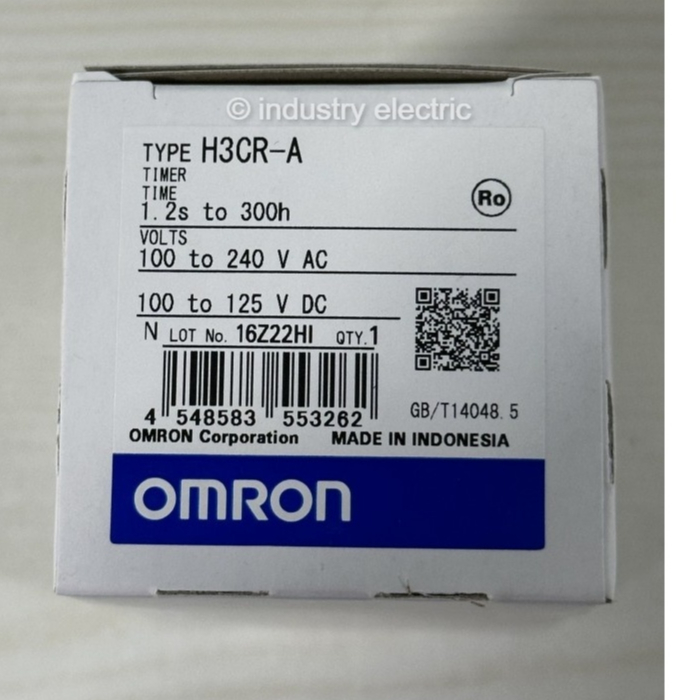 © industry electric
TYPE H3CR-A
TIMER
TIME
1.2s to 300h
Ro
VOLTS
100 to 240 V AC
100 to 125 V DC
N LOT No. 16Z22HI QTY.1
4 548583 553262
GB/T14048.5
OMRON Corporation MADE IN INDONESIA
OMRON